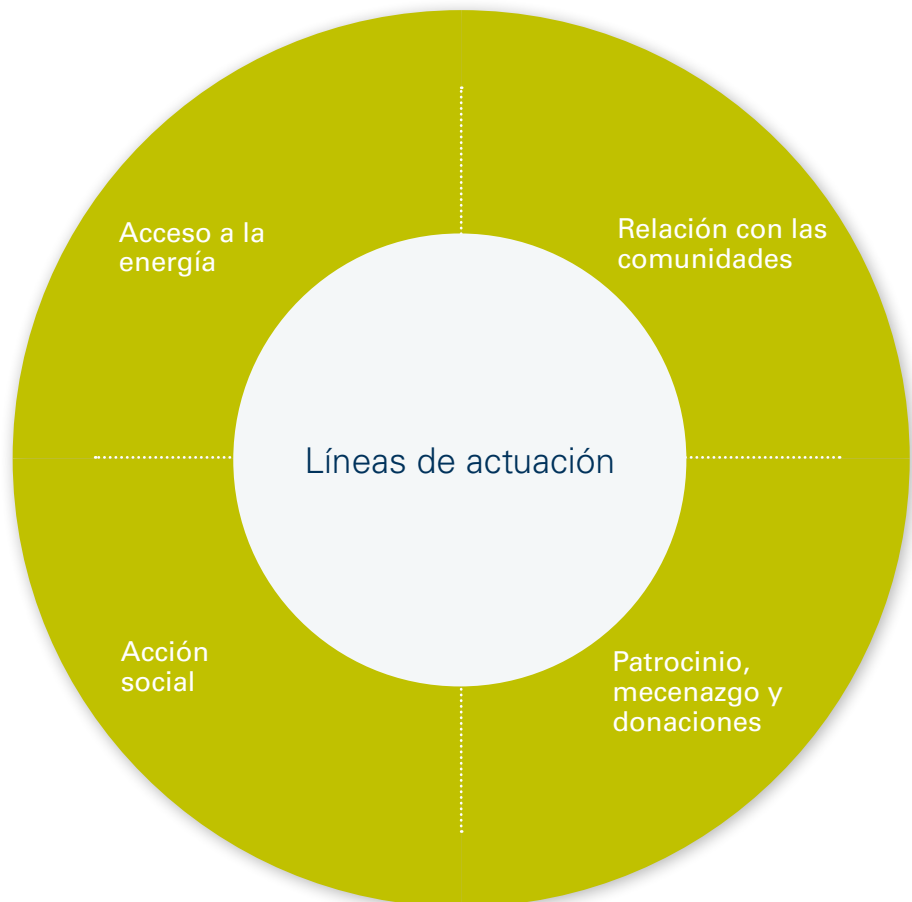 Acceso a la
energía
Relación con las
comunidades
Líneas de actuación
Acción
social
Patrocinio,
mecenazgo y
donaciones